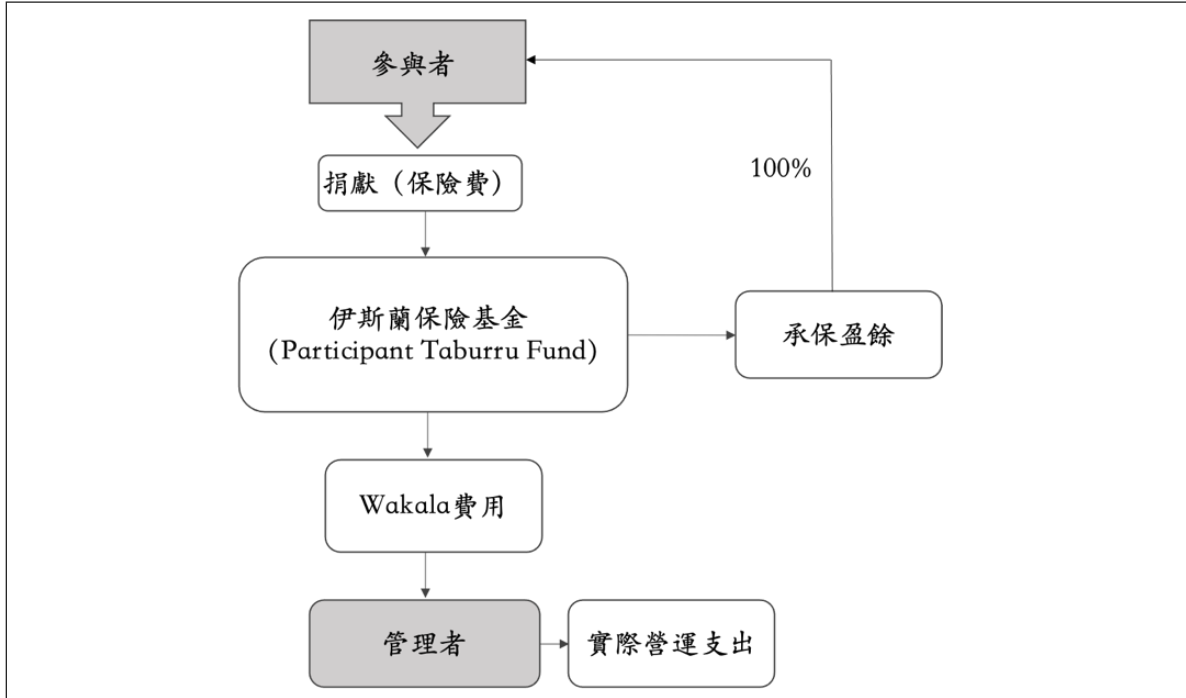 參與者
100%
捐獻（保險費）
伊斯蘭保險基金
(Participant Taburru Fund)
承保盈餘
Wakala費用
管理者
實際營運支出